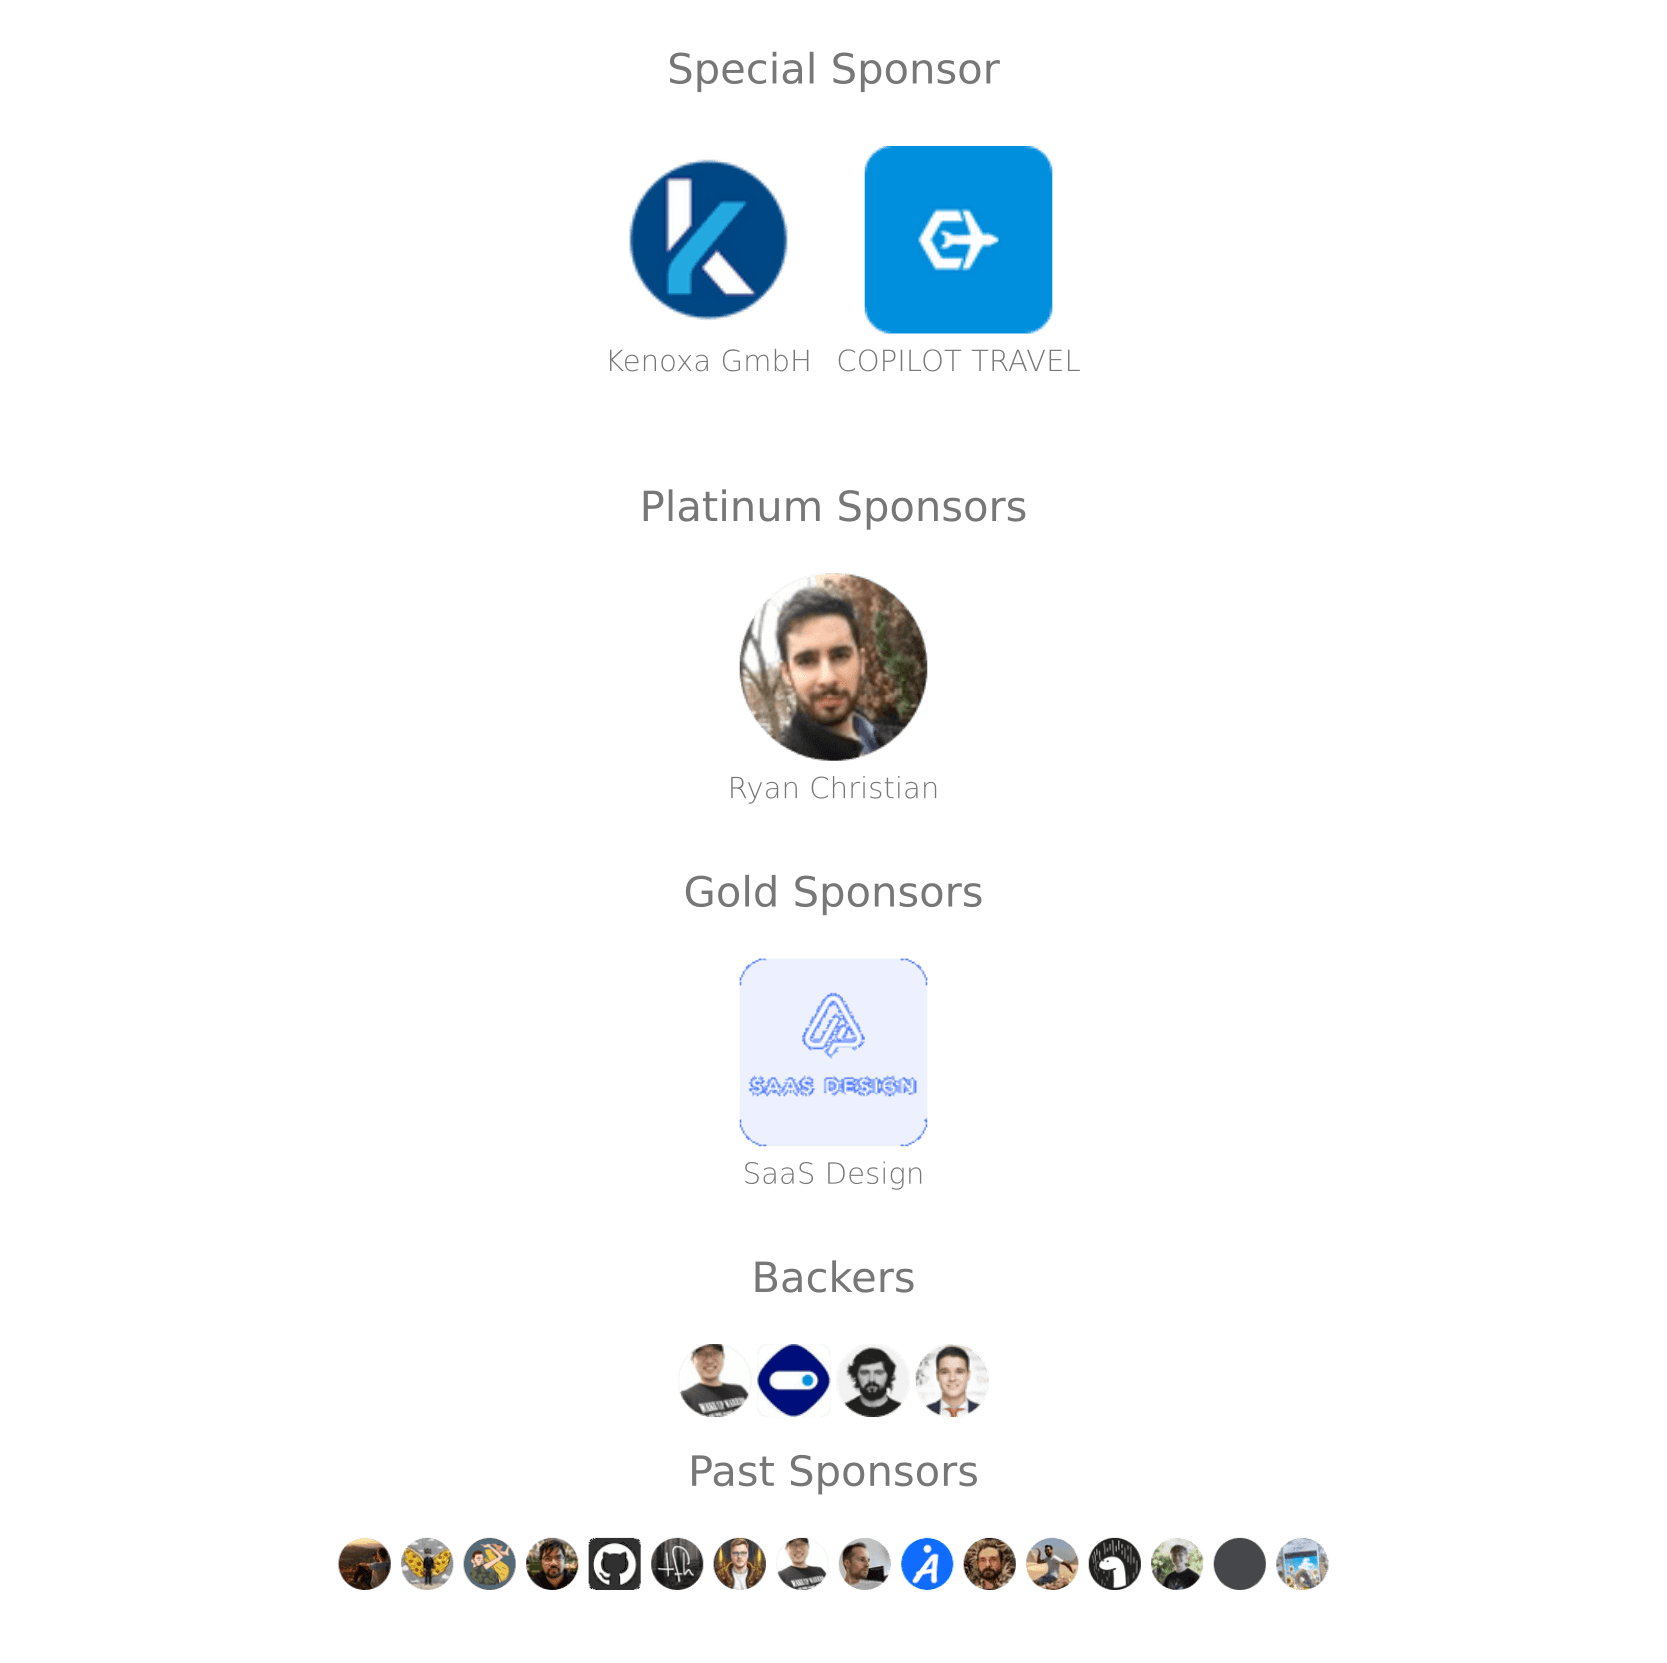 Special Sponsor
Kenoxa GmbH COPILOT TRAVEL
Platinum Sponsors
Ryan Christian
Gold Sponsors
SAAS DESIGN
SaaS Design
Backers
Past Sponsors